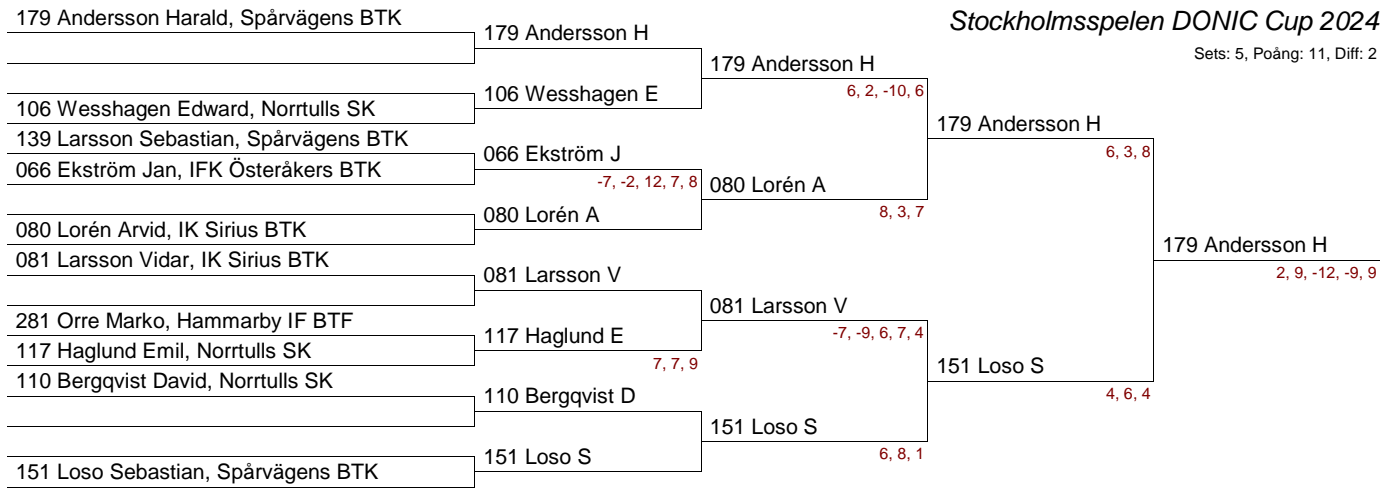 Stockholmsspelen DONIC Cup 2024
Sets: 5, Poång: 11, Diff: 2
179 Andersson Harald, Spårvägens BTK
106 Wesshagen Edward, Norrtulls SK
139 Larsson Sebastian, Spårvägens BTK
066 Ekström Jan, IFK Österåkers BTK
080 Lorén Arvid, IK Sirius BTK
081 Larsson Vidar, IK Sirius BTK
281 Orre Marko, Hammarby IF BTF
117 Haglund Emil, Norrtulls SK
110 Bergqvist David, Norrtulls SK
151 Loso Sebastian, Spårvägens BTK
179 Andersson H
106 Wesshagen E
066 Ekström J
-7, -2, 12, 7, 8
080 Lorén A
081 Larsson V
117 Haglund E
7, 7, 9
110 Bergqvist D
151 Loso S
179 Andersson H
6, 2, -10, 6
080 Lorén A
8, 3, 7
081 Larsson V
-7, -9, 6, 7, 4
151 Loso S
6, 8, 1
179 Andersson H
6, 3, 8
151 Loso S
4, 6, 4
179 Andersson H
2, 9, -12, -9, 9